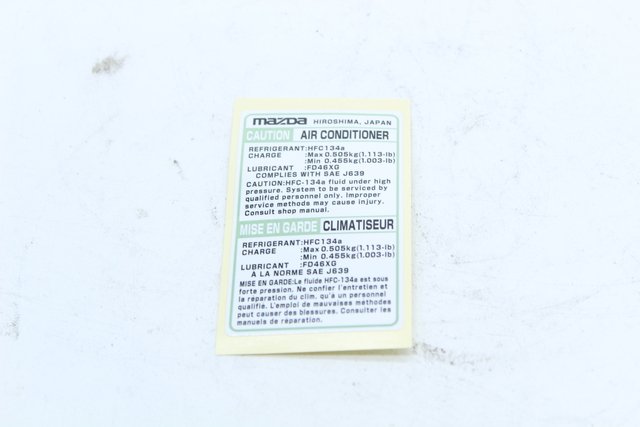 mazda HIROSHIMA, JAPAN
CAUTION AIR CONDITIONER
REFRIGERANT:HFC134a
CHARGE :Max 0.505kg(1.113-lb)
:Min 0.455kg(1.003-lb)
LUBRICANT :FD46XG
COMPLIES WITH SAE J639
CAUTION:HFC-134a fluid under high
pressure. System to be serviced by
qualified personnel only. Improper
service methods may cause injury.
Consult shop manual.
MISE EN GARDE CLIMATISEUR
REFRIGERANT:HFC134a
CHARGE :Max 0.505kg(1.113-lb)
:Min 0.455kg(1.003-lb)
LUBRICANT :FD46XG
À LA NORME SAE J639
MISE EN GARDE:Le fluide HFC-134a est sous
forte pression. Ne confier l'entretien et
la réparation du clim. qu'à un personnel
qualifié. L'emploi de mauvaises méthodes
peut causer des blessures. Consulter les
manuels de réparation.